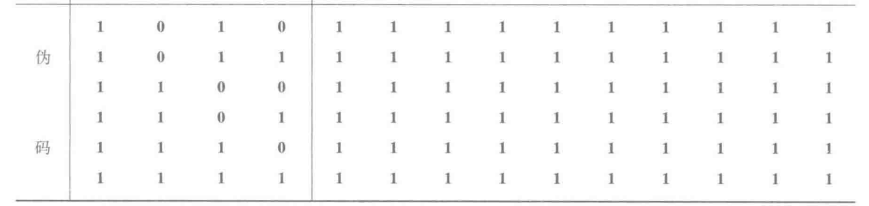 1 0 1 0 1 1 1 1 1 1 1 1 1 1
伪 1 0 1 1 1 1 1 1 1 1 1 1 1 1
1 1 0 0 1 1 1 1 1 1 1 1 1 1
1 1 0 1 1 1 1 1 1 1 1 1 1 1
码 1 1 1 0 1 1 1 1 1 1 1 1 1 1
1 1 1 1 1 1 1 1 1 1 1 1 1 1